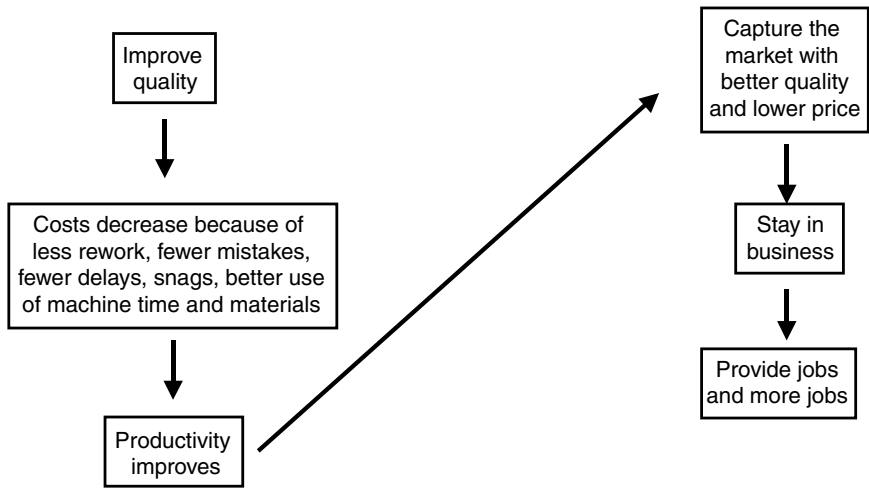 Improve
quality
Costs decrease because of
less rework, fewer mistakes,
fewer delays, snags, better use
of machine time and materials
Productivity
improves
Capture the
market with
better quality
and lower price
Stay in
business
Provide jobs
and more jobs